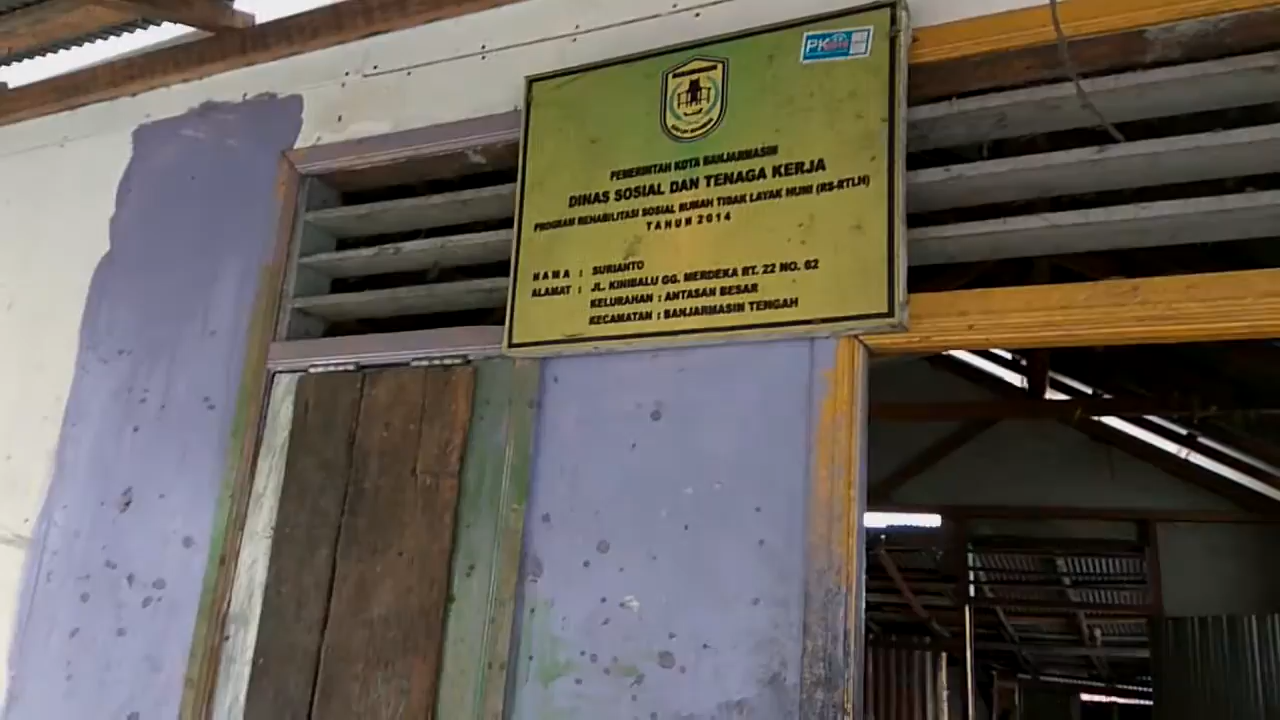 PK
PEMERINTAH KOTA BANJARMASIN
DINAS SOSIAL DAN TENAGA KERJA
PROGRAM REHABILITASI SOSIAL RUMAH TIDAK LAYAK HUNI (RS-RTLH)
TAHUN 2014
NAMA : SURIANTO
ALAMAT : JL. KINIBALU GG. MERDEKA RT. 22 NO. 62
KELURAHAN : ANTASAN BESAR
KECAMATAN : BANJARMASIN TENGAH